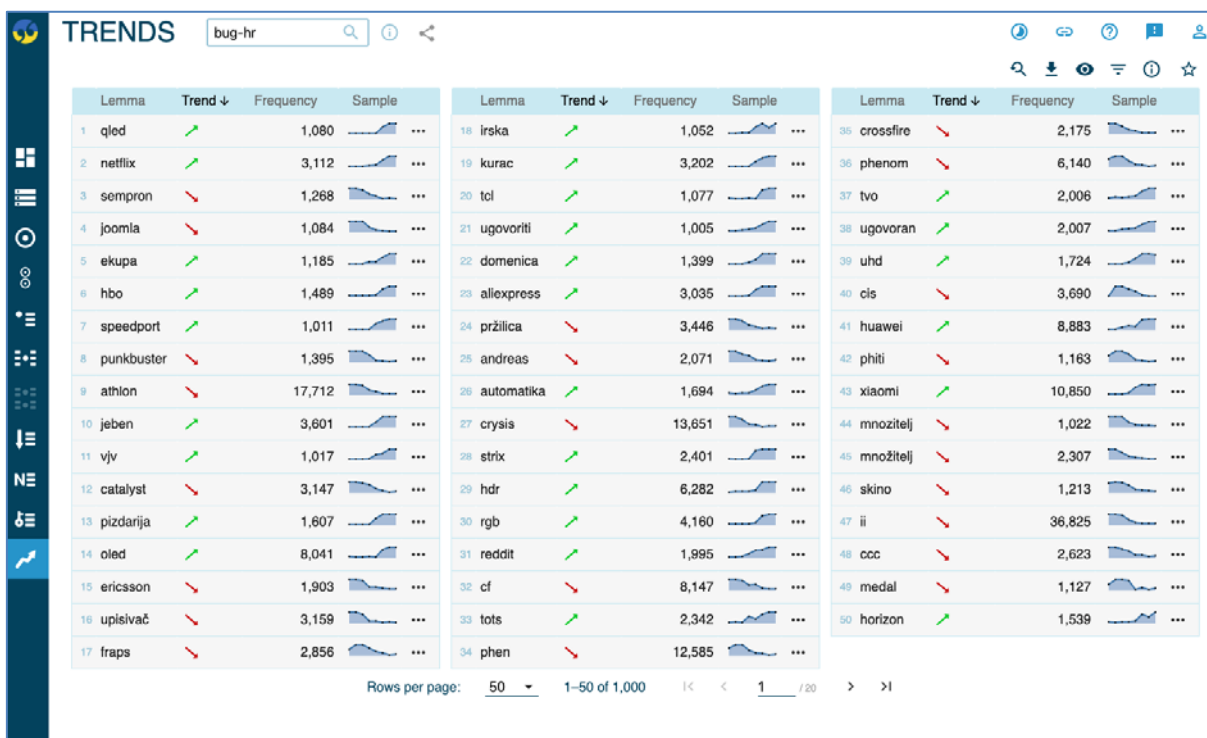 TRENDS bug-hr
Lemma Trend ↓ Frequency Sample
1 qled 1,080
2 netflix 3,112
3 sempron 1,268
4 joomla 1,084
5 ekupa 1,185
6 hbo 1,489
7 speedport 1,011
8 punkbuster 1,395
9 athlon 17,712
10 jeben 3,601
11 vjv 1,017
12 catalyst 3,147
13 pizdarija 1,607
14 oled 8,041
15 ericsson 1,903
16 upisivač 3,159
17 fraps 2,856
Lemma Trend ↓ Frequency Sample
18 irska 1,052
19 kurac 3,202
20 tcl 1,077
21 ugovoriti 1,005
22 domenica 1,399
23 aliexpress 3,035
24 pržilica 3,446
25 andreas 2,071
26 automatika 1,694
27 crysis 13,651
28 strix 2,401
29 hdr 6,282
30 rgb 4,160
31 reddit 1,995
32 cf 8,147
33 tots 2,342
34 phen 12,585
Lemma Trend ↓ Frequency Sample
35 crossfire 2,175
36 phenom 6,140
37 tvo 2,006
38 ugovoran 2,007
39 uhd 1,724
40 cis 3,690
41 huawei 8,883
42 phiti 1,163
43 xiaomi 10,850
44 mnozitelj 1,022
45 množitelj 2,307
46 skino 1,213
47 ii 36,825
48 ccc 2,623
49 medal 1,127
50 horizon 1,539
Rows per page: 50 1–50 of 1,000 1 / 20